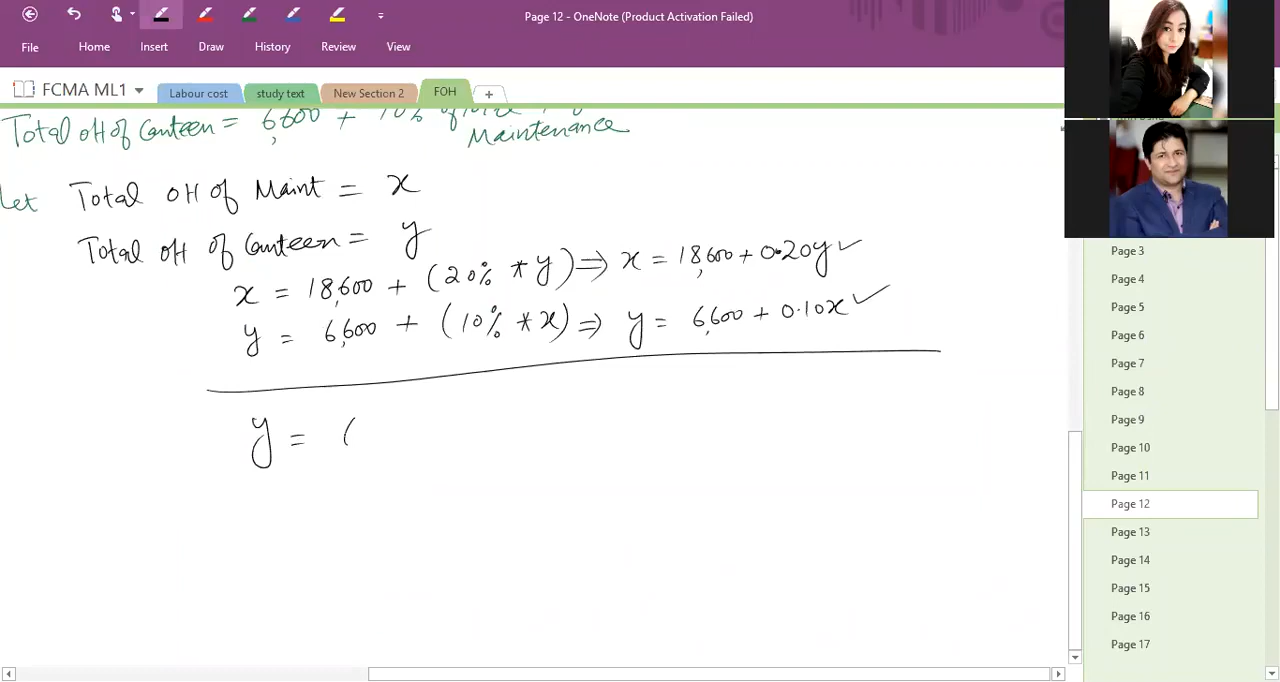 Page 12 - OneNote (Product Activation Failed)
File Home Insert Draw History Review View
FCMA ML1 Labour cost study text New Section 2 FOH +
Total OH of Canteen = 6,600 + 10% of
Maintenance
Let Total OH of Maint = x
Total OH of Canteen = y
x = 18,600 + (20% * y) ⇒ x = 18,600 + 0.20y ✓
y = 6,600 + (10% * x) ⇒ y = 6,600 + 0.10x ✓
y = (
Page 3
Page 4
Page 5
Page 6
Page 7
Page 8
Page 9
Page 10
Page 11
Page 12
Page 13
Page 14
Page 15
Page 16
Page 17